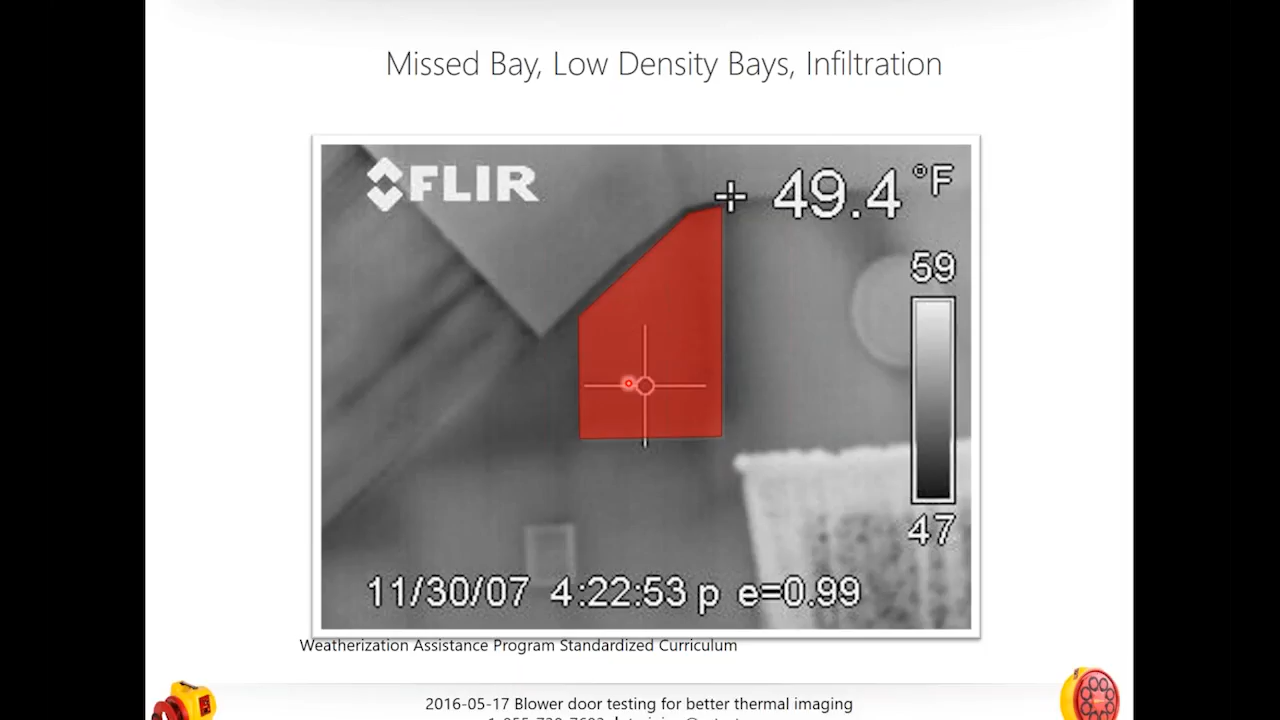 Missed Bay, Low Density Bays, Infiltration
FLIR
49.4 °F
59
47
11/30/07 4:22:53 p e=0.99
Weatherization Assistance Program Standardized Curriculum
2016-05-17 Blower door testing for better thermal imaging